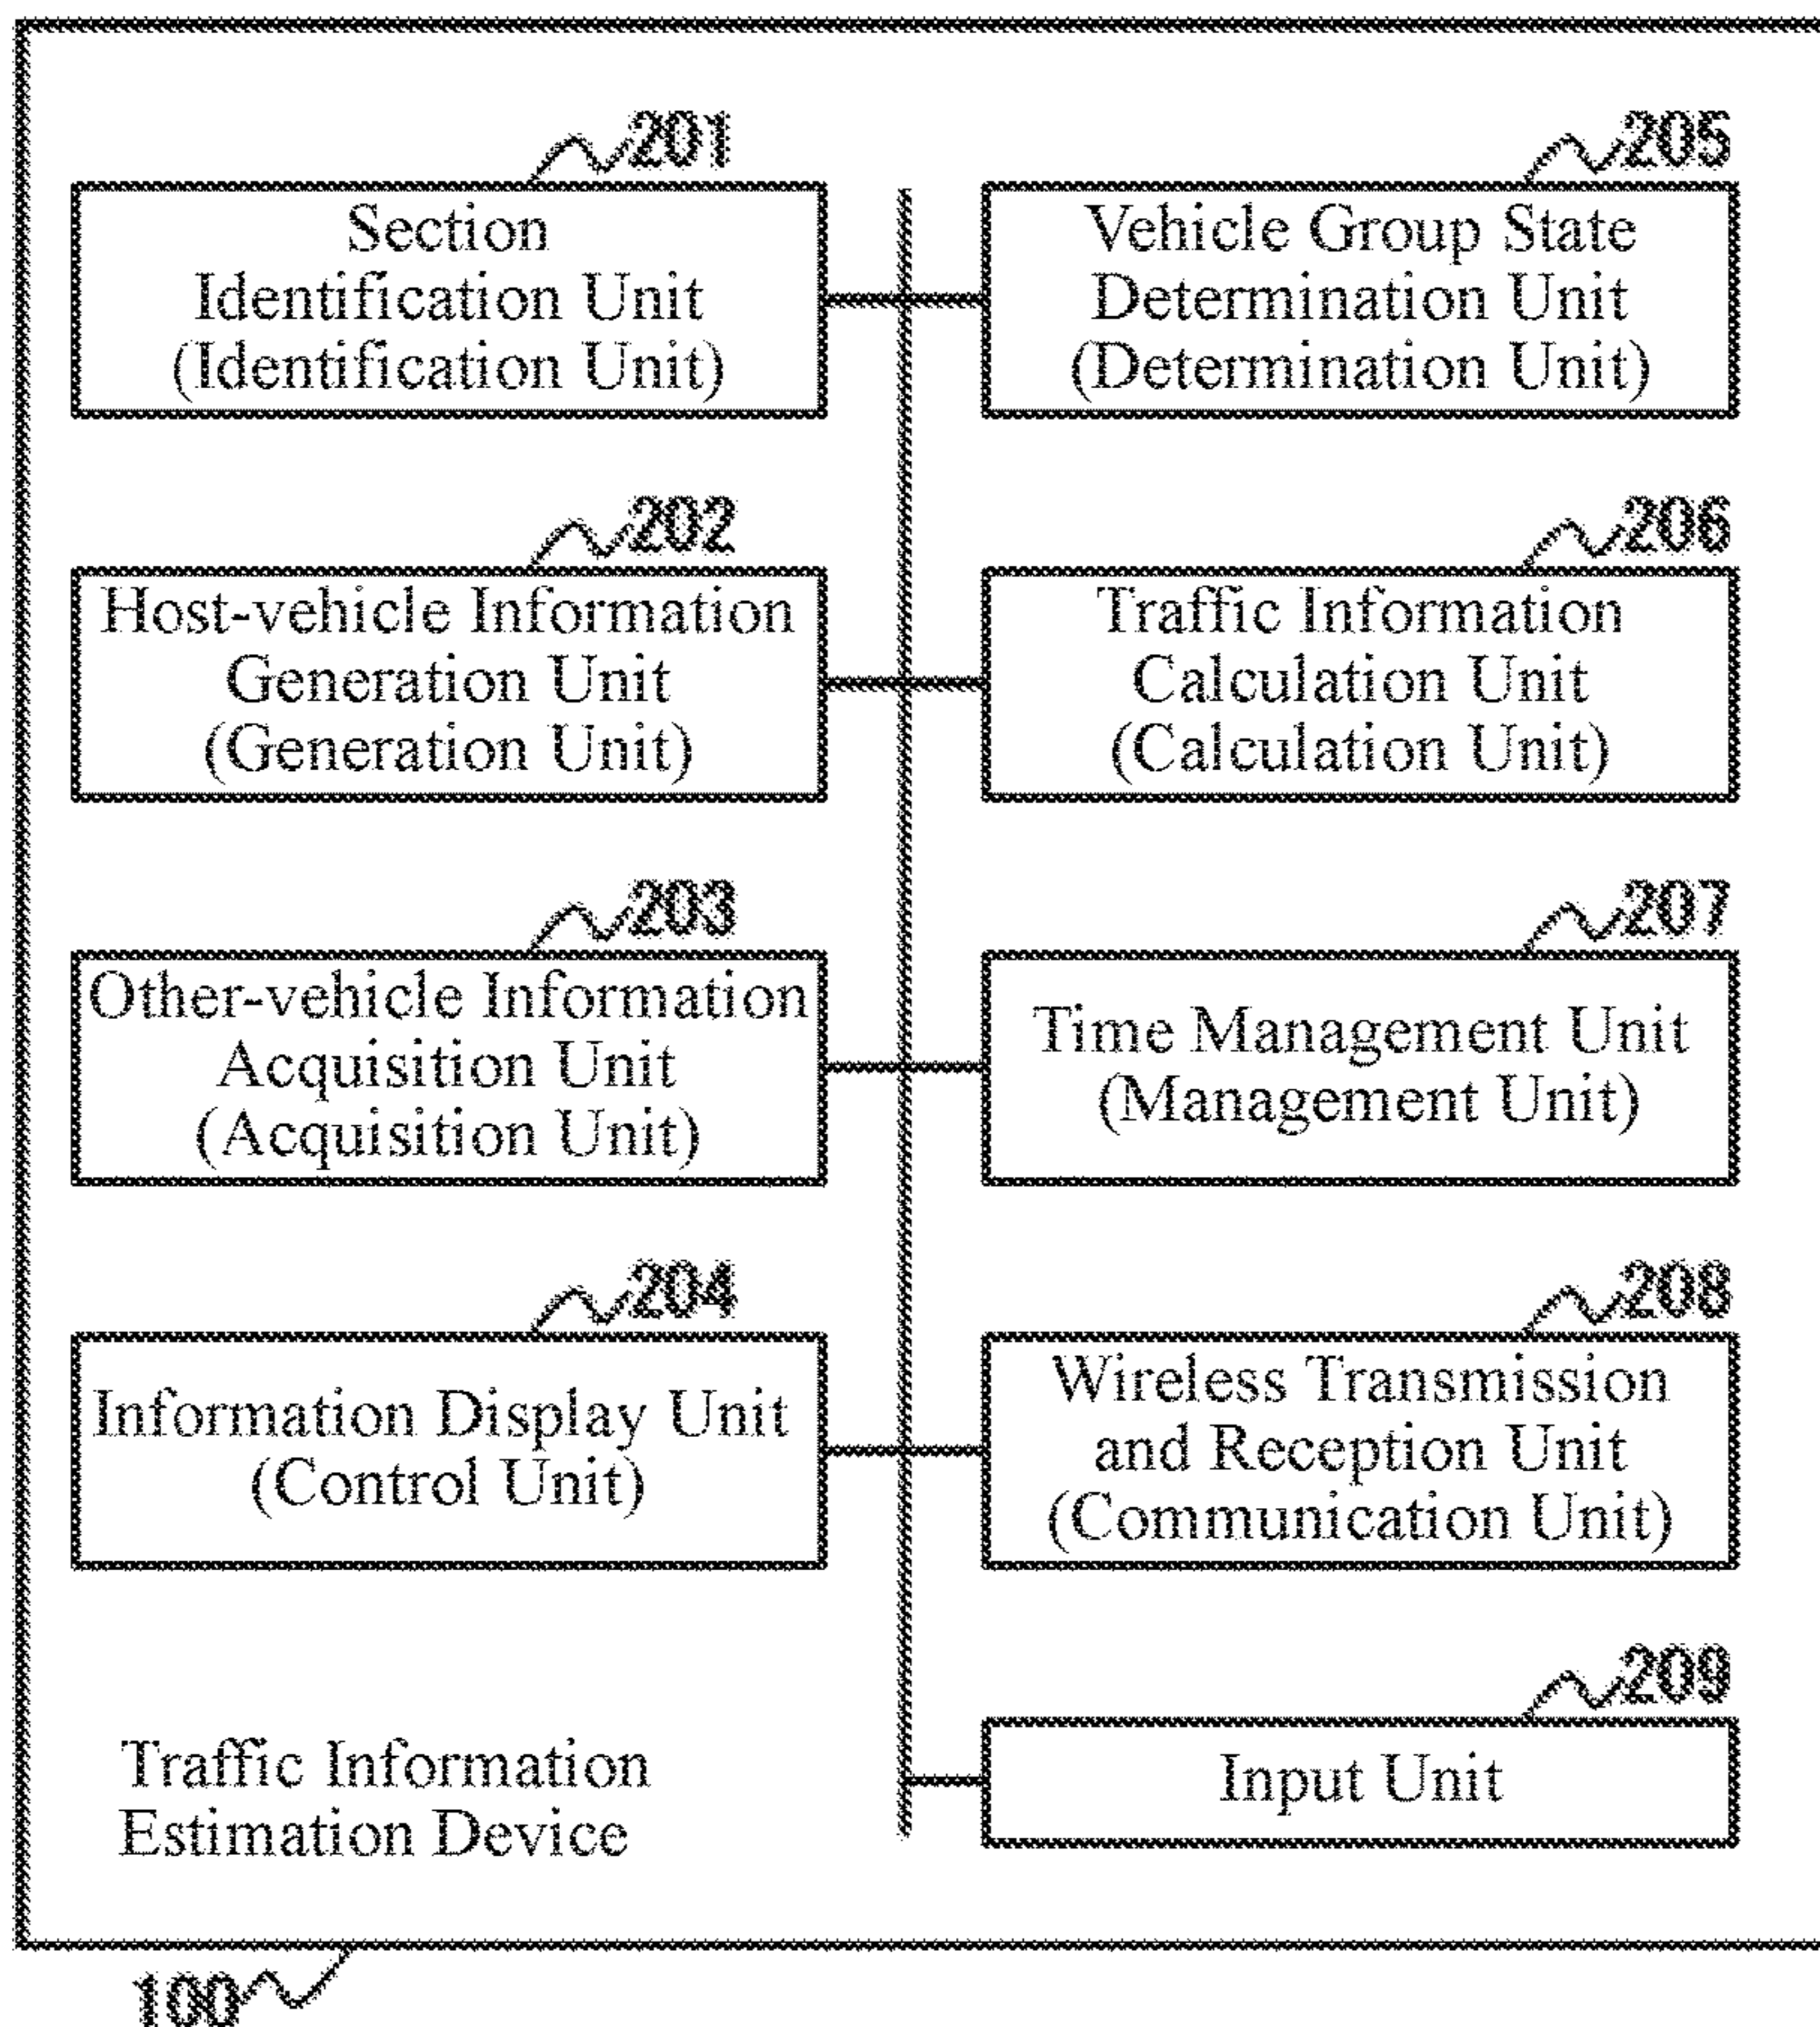 201
Section
Identification Unit
(Identification Unit)
202
Host-vehicle Information
Generation Unit
(Generation Unit)
203
Other-vehicle Information
Acquisition Unit
(Acquisition Unit)
204
Information Display Unit
(Control Unit)
205
Vehicle Group State
Determination Unit
(Determination Unit)
206
Traffic Information
Calculation Unit
(Calculation Unit)
207
Time Management Unit
(Management Unit)
208
Wireless Transmission
and Reception Unit
(Communication Unit)
209
Input Unit
Traffic Information
Estimation Device
100